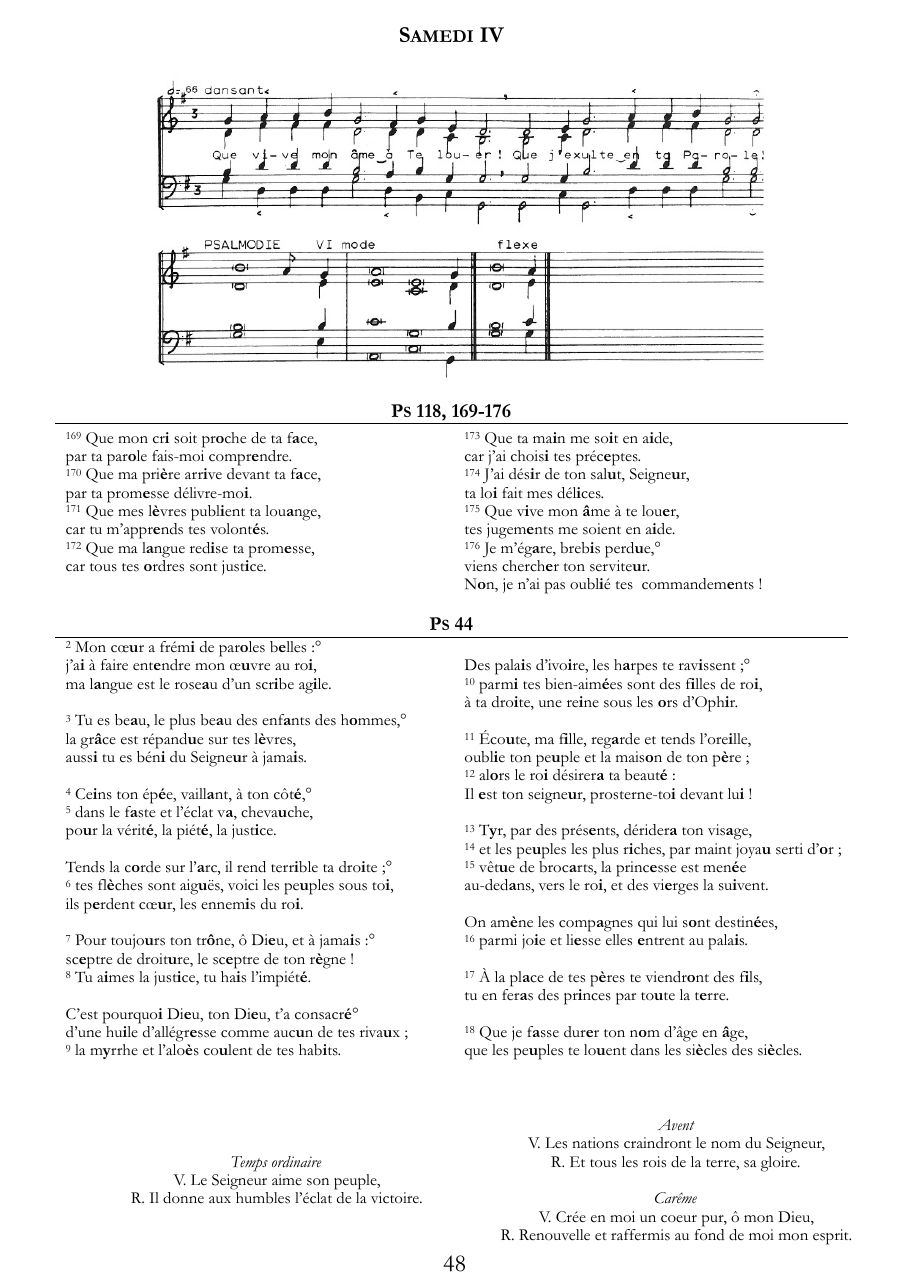 SAMEDI IV
=66 dansant
3
Que vi-ve mon âme à Te lou-er! Que j'exulte en ta Pa-ro-le!
3
PSALMODIE VI mode flexe
PS 118, 169-176
169 Que mon cri soit proche de ta face,
par ta parole fais-moi comprendre.
170 Que ma prière arrive devant ta face,
par ta promesse délivre-moi.
171 Que mes lèvres publient ta louange,
car tu m’apprends tes volontés.
172 Que ma langue redise ta promesse,
car tous tes ordres sont justice.
173 Que ta main me soit en aide,
car j’ai choisi tes préceptes.
174 J’ai désir de ton salut, Seigneur,
ta loi fait mes délices.
175 Que vive mon âme à te louer,
tes jugements me soient en aide.
176 Je m’égare, brebis perdue,°
viens chercher ton serviteur.
Non, je n’ai pas oublié tes commandements !
PS 44
2 Mon cœur a frémi de paroles belles :°
j’ai à faire entendre mon œuvre au roi,
ma langue est le roseau d’un scribe agile.
3 Tu es beau, le plus beau des enfants des hommes,°
la grâce est répandue sur tes lèvres,
aussi tu es béni du Seigneur à jamais.
4 Ceins ton épée, vaillant, à ton côté,°
5 dans le faste et l’éclat va, chevauche,
pour la vérité, la piété, la justice.
Tends la corde sur l’arc, il rend terrible ta droite ;°
6 tes flèches sont aiguës, voici les peuples sous toi,
ils perdent cœur, les ennemis du roi.
7 Pour toujours ton trône, ô Dieu, et à jamais :°
sceptre de droiture, le sceptre de ton règne !
8 Tu aimes la justice, tu hais l’impiété.
C’est pourquoi Dieu, ton Dieu, t’a consacré°
d’une huile d’allégresse comme aucun de tes rivaux ;
9 la myrrhe et l’aloès coulent de tes habits.
Des palais d’ivoire, les harpes te ravissent ;°
10 parmi tes bien-aimées sont des filles de roi,
à ta droite, une reine sous les ors d’Ophir.
11 Écoute, ma fille, regarde et tends l’oreille,
oublie ton peuple et la maison de ton père ;
12 alors le roi désirera ta beauté :
Il est ton seigneur, prosterne-toi devant lui !
13 Tyr, par des présents, déridera ton visage,
14 et les peuples les plus riches, par maint joyau serti d’or ;
15 vêtue de brocarts, la princesse est menée
au-dedans, vers le roi, et des vierges la suivent.
On amène les compagnes qui lui sont destinées,
16 parmi joie et liesse elles entrent au palais.
17 À la place de tes pères te viendront des fils,
tu en feras des princes par toute la terre.
18 Que je fasse durer ton nom d’âge en âge,
que les peuples te louent dans les siècles des siècles.
Temps ordinaire
V. Le Seigneur aime son peuple,
R. Il donne aux humbles l’éclat de la victoire.
Avent
V. Les nations craindront le nom du Seigneur,
R. Et tous les rois de la terre, sa gloire.
Carême
V. Crée en moi un coeur pur, ô mon Dieu,
R. Renouvelle et raffermis au fond de moi mon esprit.
48